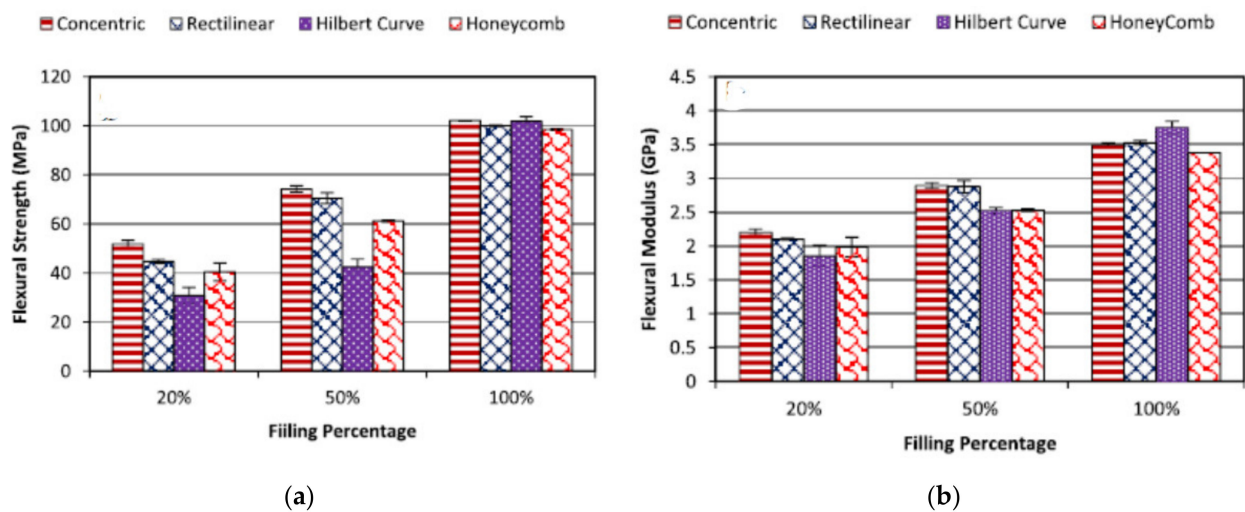 Concentric Rectilinear Hilbert Curve Honeycomb
120
100
80
60
40
20
0
Flexural Strength (MPa)
20% 50% 100%
Fiiling Percentage
(a)
Concentric Rectilinear Hilbert Curve HoneyComb
4.5
4
3.5
3
2.5
2
1.5
1
0.5
0
Flexural Modulus (GPa)
20% 50% 100%
Filling Percentage
(b)